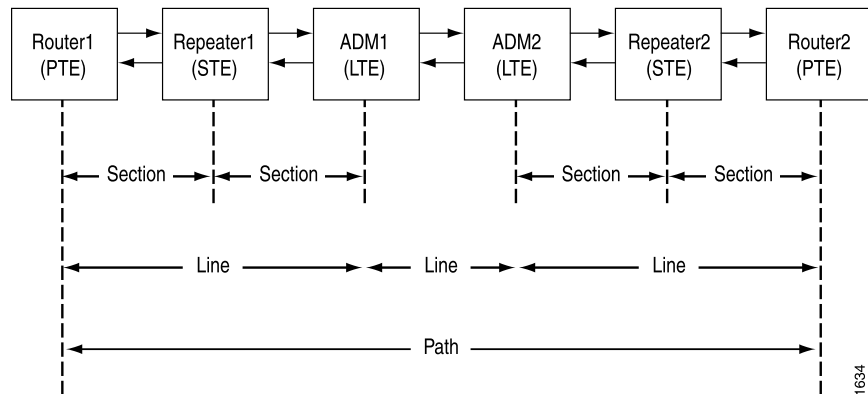 Router1
(PTE)
Repeater1
(STE)
ADM1
(LTE)
ADM2
(LTE)
Repeater2
(STE)
Router2
(PTE)
Section
Section
Section
Section
Line
Line
Line
Path
1634